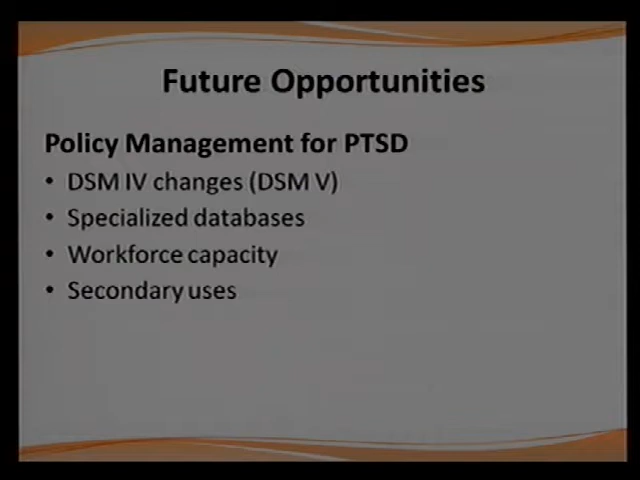 Future Opportunities
Policy Management for PTSD
• DSM IV changes (DSM V)
• Specialized databases
• Workforce capacity
• Secondary uses